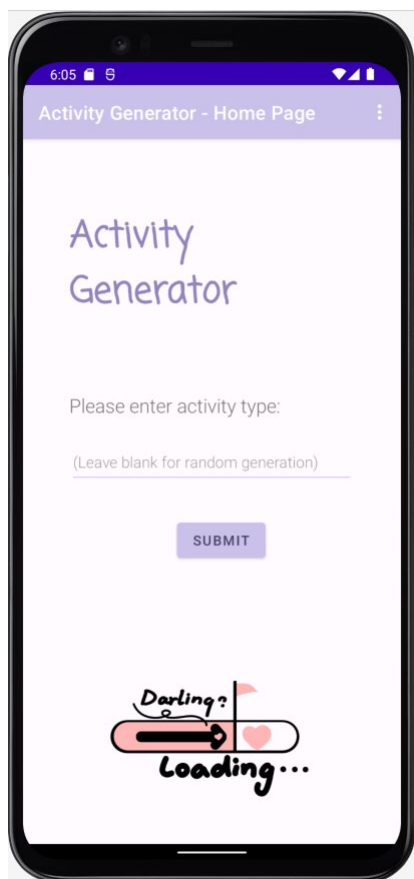 6:05
Activity Generator - Home Page
Activity
Generator
Please enter activity type:
(Leave blank for random generation)
SUBMIT
Darling?
Loading...